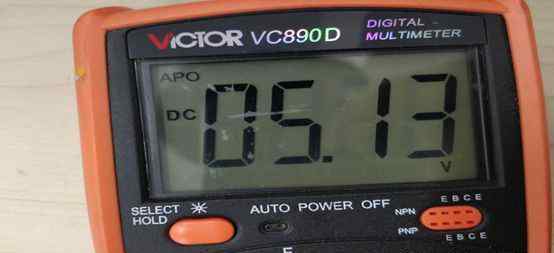 VICTOR VC890D
DIGITAL
MULTIMETER
APO
DC
05.13
V
SELECT
HOLD
AUTO POWER OFF
NPN
PNP
E B C E
E B C E
F